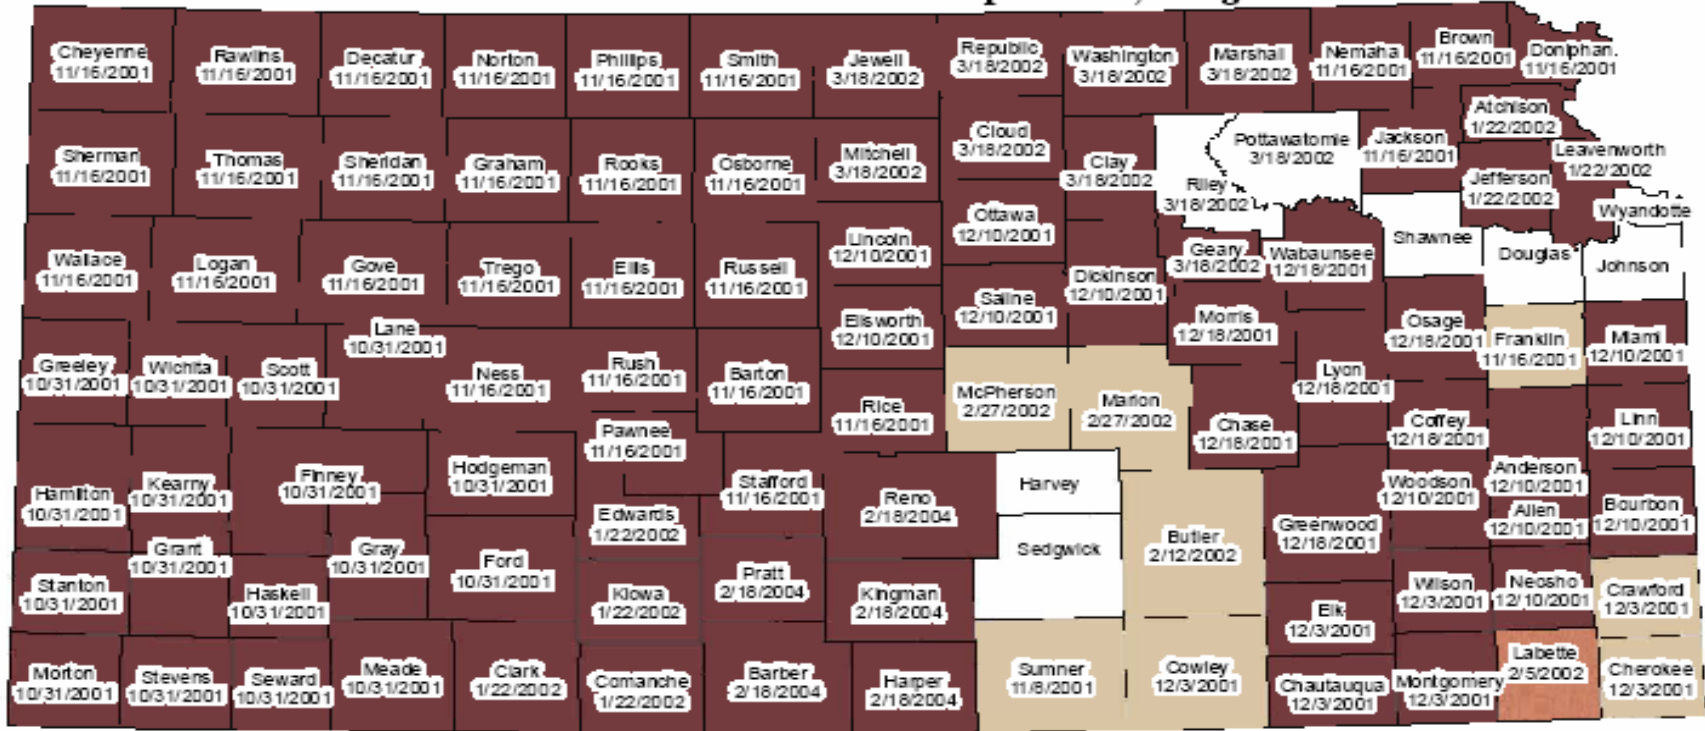 Cheyenne
11/16/2001
Rawlins
11/16/2001
Decatur
11/16/2001
Norton
11/16/2001
Phillips
11/16/2001
Smith
11/16/2001
Jewell
3/18/2002
Republic
3/18/2002
Washington
3/18/2002
Marshall
3/18/2002
Nemaha
11/16/2001
Brown
11/16/2001
Doniphan.
11/16/2001
Sherman
11/16/2001
Thomas
11/16/2001
Sheridan
11/16/2001
Graham
11/16/2001
Rooks
11/16/2001
Osborne
11/16/2001
Mitchell
3/18/2002
Cloud
3/18/2002
Clay
3/18/2002
Riley
3/18/2002
Pottawatomie
3/18/2002
Jackson
11/16/2001
Atchison
1/22/2002
Jefferson
1/22/2002
Leavenworth
1/22/2002
Wyandotte
Wallace
11/16/2001
Logan
11/16/2001
Gove
11/16/2001
Trego
11/16/2001
Ellis
11/16/2001
Russell
11/16/2001
Lincoln
12/10/2001
Ottawa
12/10/2001
Saline
12/10/2001
Dickinson
12/10/2001
Geary
3/18/2002
Wabaunsee
12/18/2001
Shawnee
Douglas
Johnson
Greeley
10/31/2001
Wichita
10/31/2001
Scott
10/31/2001
Lane
10/31/2001
Ness
11/16/2001
Rush
11/16/2001
Barton
11/16/2001
Ellsworth
12/10/2001
Rice
11/16/2001
McPherson
2/27/2002
Marion
2/27/2002
Morris
12/18/2001
Chase
12/18/2001
Lyon
12/18/2001
Osage
12/18/2001
Franklin
11/16/2001
Miami
12/10/2001
Coffey
12/18/2001
Linn
12/10/2001
Hamilton
10/31/2001
Kearny
10/31/2001
Finney
10/31/2001
Hodgeman
10/31/2001
Pawnee
11/16/2001
Stafford
11/16/2001
Edwards
1/22/2002
Reno
2/18/2004
Harvey
Sedgwick
Butler
2/12/2002
Greenwood
12/18/2001
Woodson
12/10/2001
Anderson
12/10/2001
Allen
12/10/2001
Bourbon
12/10/2001
Stanton
10/31/2001
Grant
10/31/2001
Haskell
10/31/2001
Gray
10/31/2001
Ford
10/31/2001
Kiowa
1/22/2002
Pratt
2/18/2004
Kingman
2/18/2004
Elk
12/3/2001
Wilson
12/3/2001
Neosho
12/10/2001
Crawford
12/3/2001
Morton
10/31/2001
Stevens
10/31/2001
Seward
10/31/2001
Meade
10/31/2001
Clark
1/22/2002
Comanche
1/22/2002
Barber
2/18/2004
Harper
2/18/2004
Sumner
11/8/2001
Cowley
12/3/2001
Chautauqua
12/3/2001
Montgomery
12/3/2001
Labette
2/5/2002
Cherokee
12/3/2001